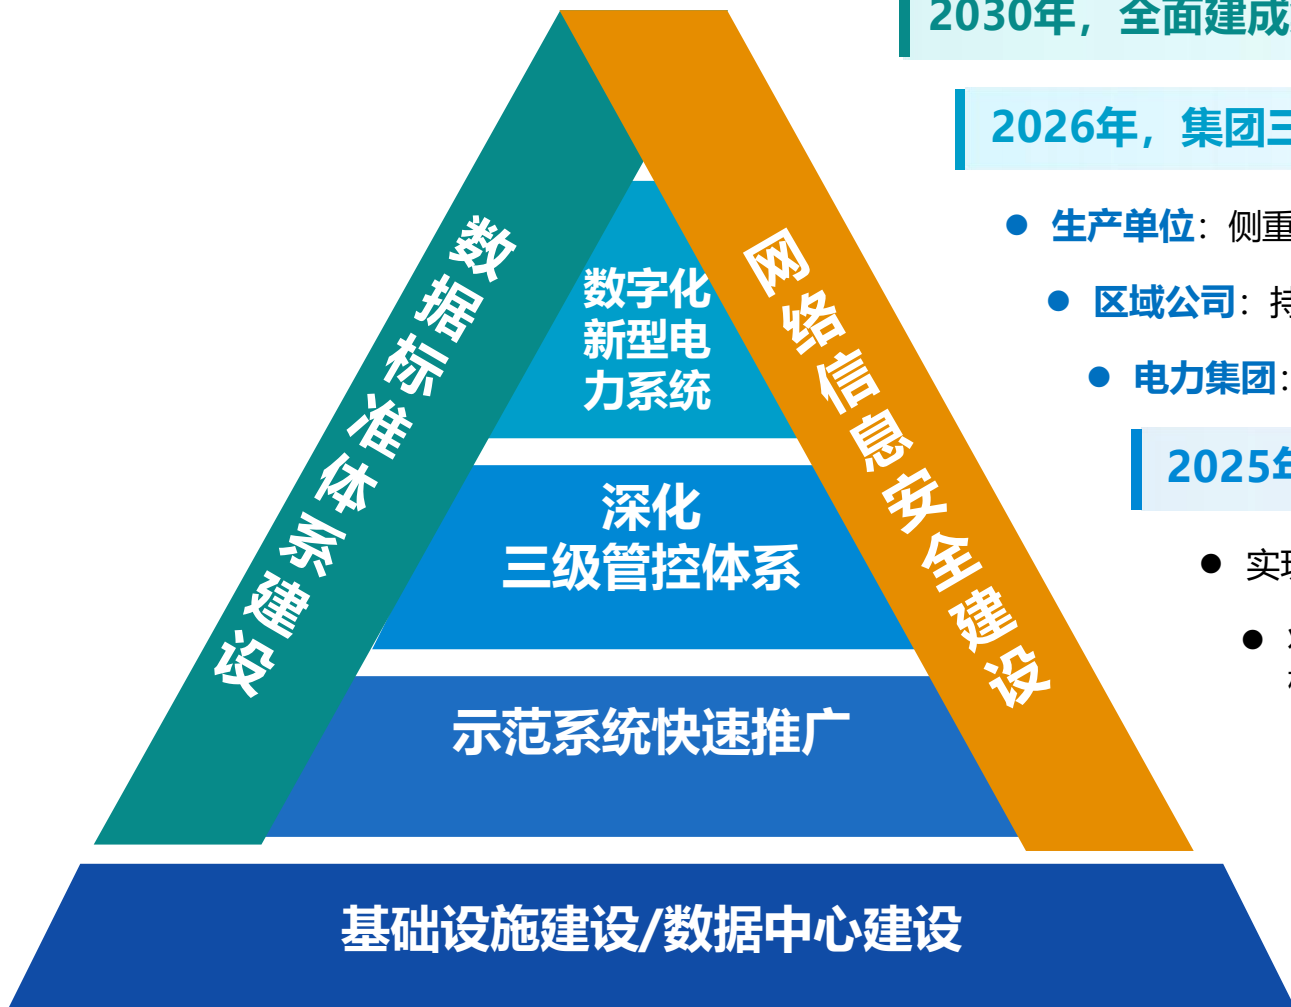 2030年，全面建成
2026年，集团三
生产单位：侧重
区域公司：持
电力集团：
2025年
实现
数据标准体系建设
网络信息安全建设
数字化
新型电
力系统
深化
三级管控体系
示范系统快速推广
基础设施建设/数据中心建设